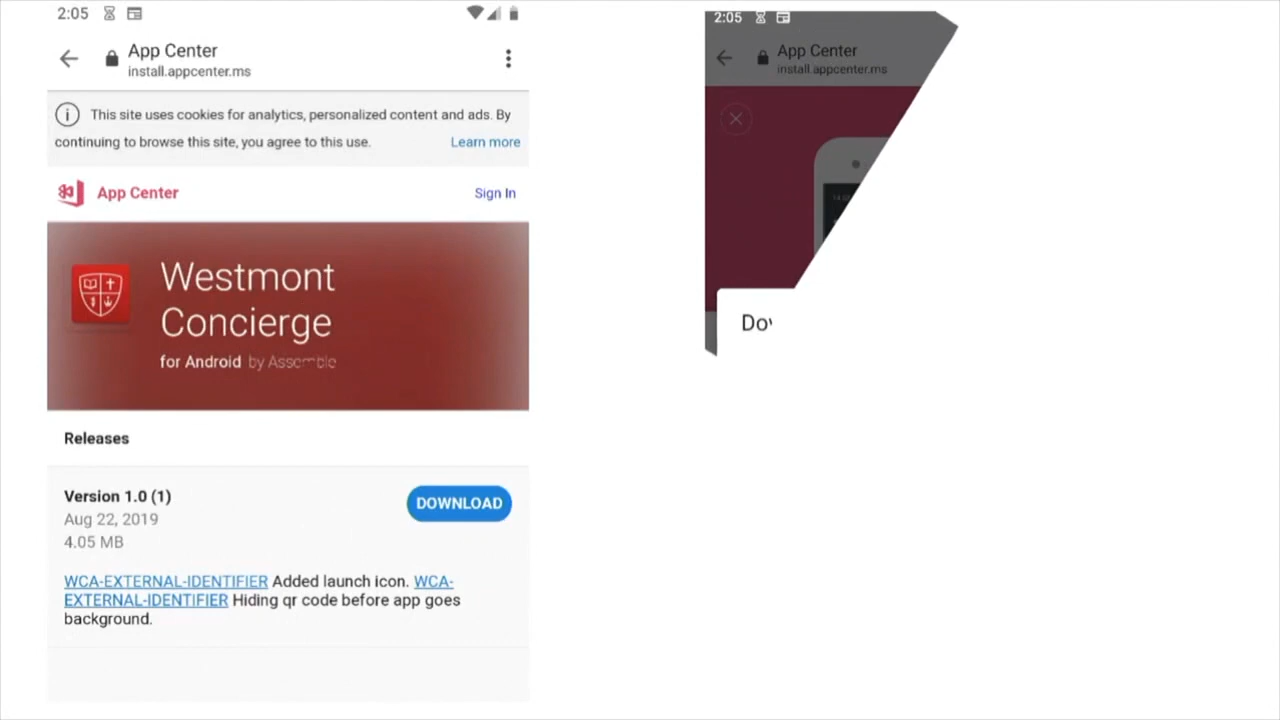 2:05
App Center
install.appcenter.ms
This site uses cookies for analytics, personalized content and ads. By
continuing to browse this site, you agree to this use. Learn more
App Center Sign In
Westmont
Concierge
for Android by Assemble
Releases
Version 1.0 (1)
DOWNLOAD
Aug 22, 2019
4.05 MB
WCA-EXTERNAL-IDENTIFIER Added launch icon. WCA-
EXTERNAL-IDENTIFIER Hiding qr code before app goes
background.
2:05
App Center
install.appcenter.ms